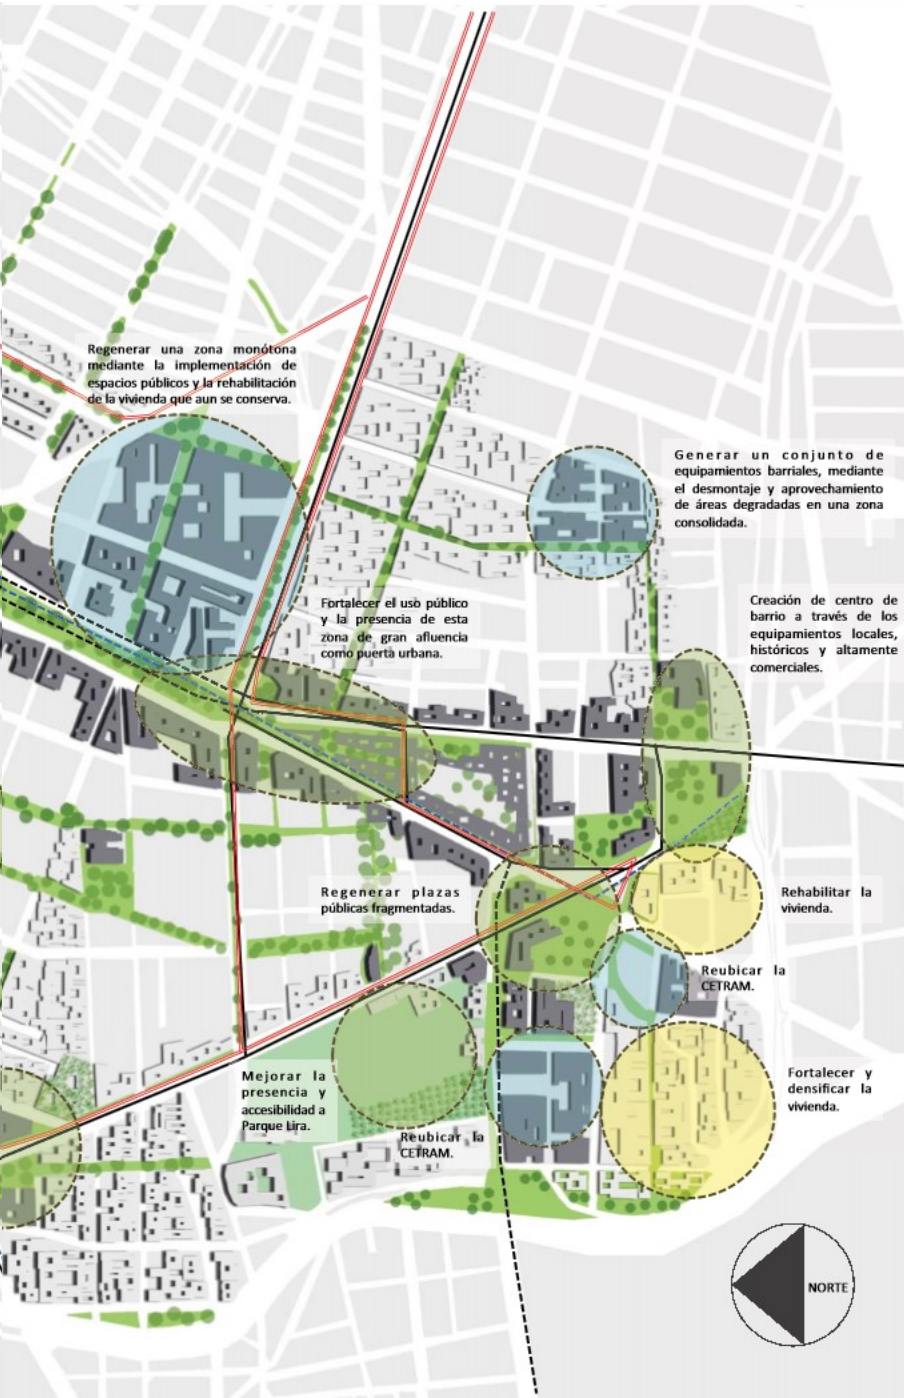 Regenerar una zona monótona
mediante la implementación de
espacios públicos y la rehabilitación
de la vivienda que aun se conserva.
Generar un conjunto de
equipamientos barriales, mediante
el desmontaje y aprovechamiento
de áreas degradadas en una zona
consolidada.
Fortalecer el uso público
y la presencia de esta
zona de gran afluencia
como puerta urbana.
Creación de centro de
barrio a través de los
equipamientos locales,
históricos y altamente
comerciales.
Regenerar plazas
públicas fragmentadas.
Rehabilitar la
vivienda.
Reubicar la
CETRAM.
Mejorar la
presencia y
accesibilidad a
Parque Lira.
Fortalecer y
densificar la
vivienda.
Reubicar la
CETRAM.
NORTE